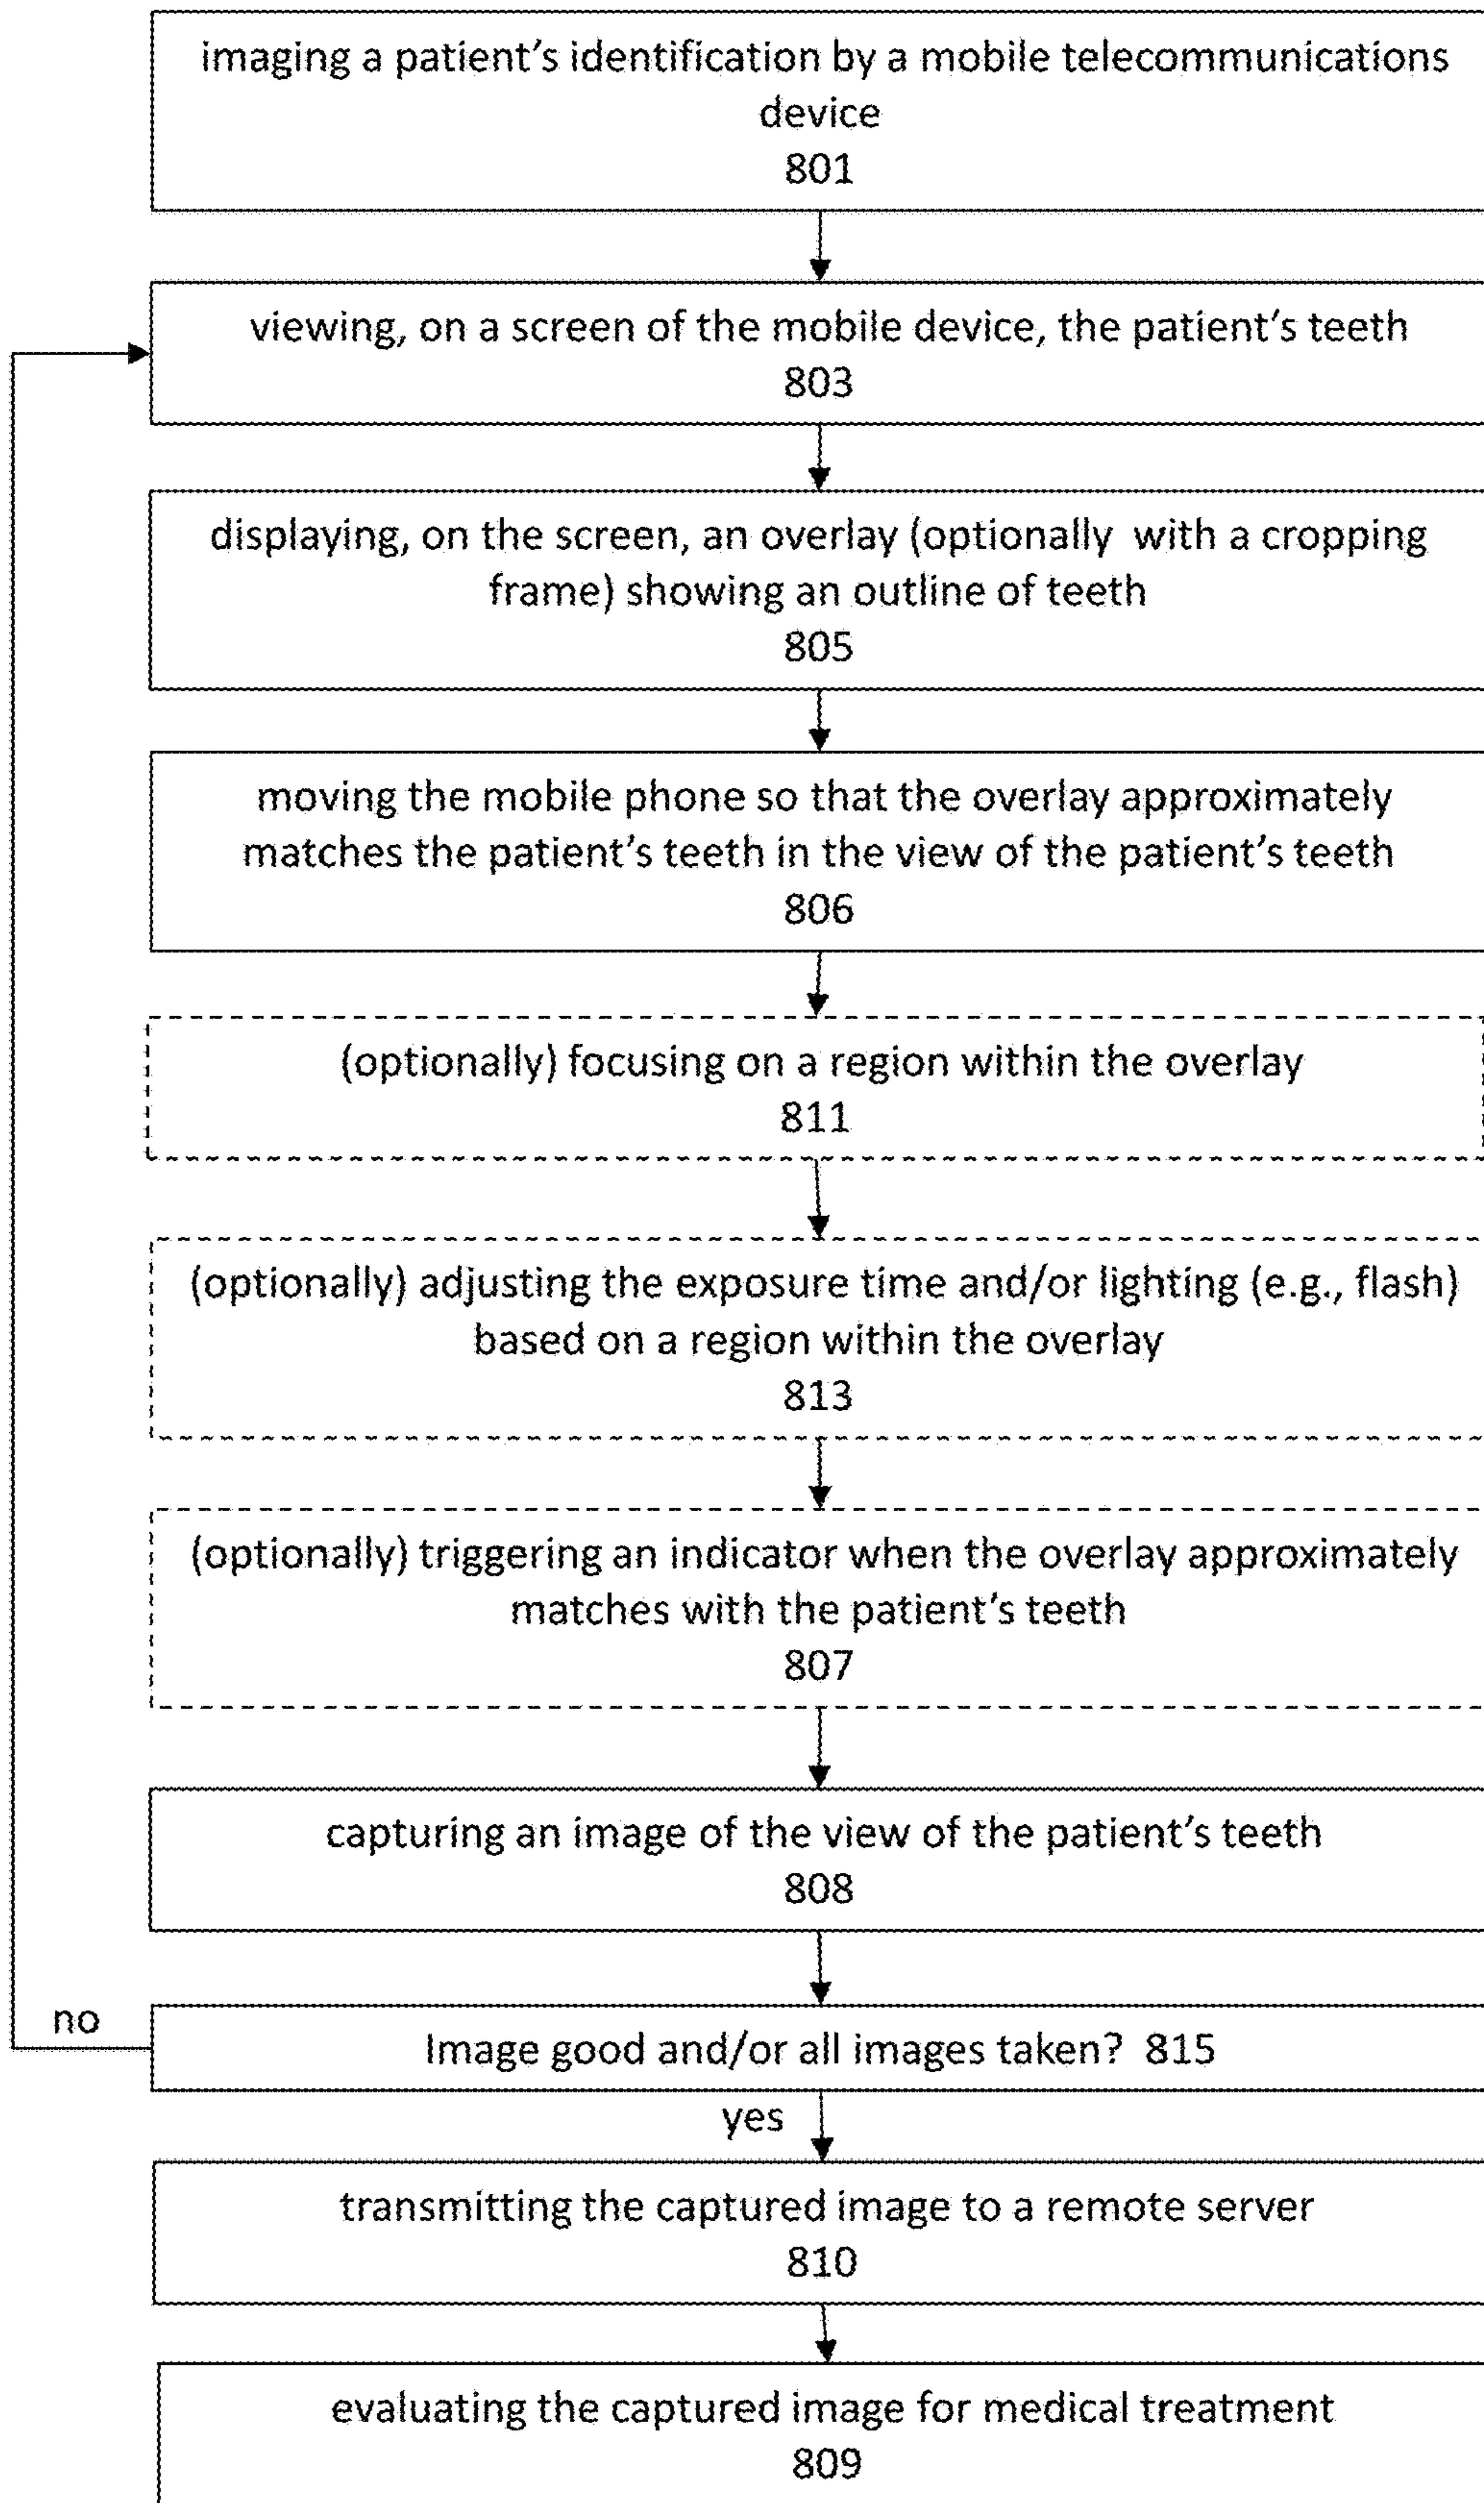 imaging a patient's identification by a mobile telecommunications
device
801
viewing, on a screen of the mobile device, the patient's teeth
803
displaying, on the screen, an overlay (optionally with a cropping
frame) showing an outline of teeth
805
moving the mobile phone so that the overlay approximately
matches the patient's teeth in the view of the patient's teeth
806
(optionally) focusing on a region within the overlay
811
(optionally) adjusting the exposure time and/or lighting (e.g., flash)
based on a region within the overlay
813
(optionally) triggering an indicator when the overlay approximately
matches with the patient's teeth
807
capturing an image of the view of the patient's teeth
808
no
Image good and/or all images taken? 815
yes
transmitting the captured image to a remote server
810
evaluating the captured image for medical treatment
809